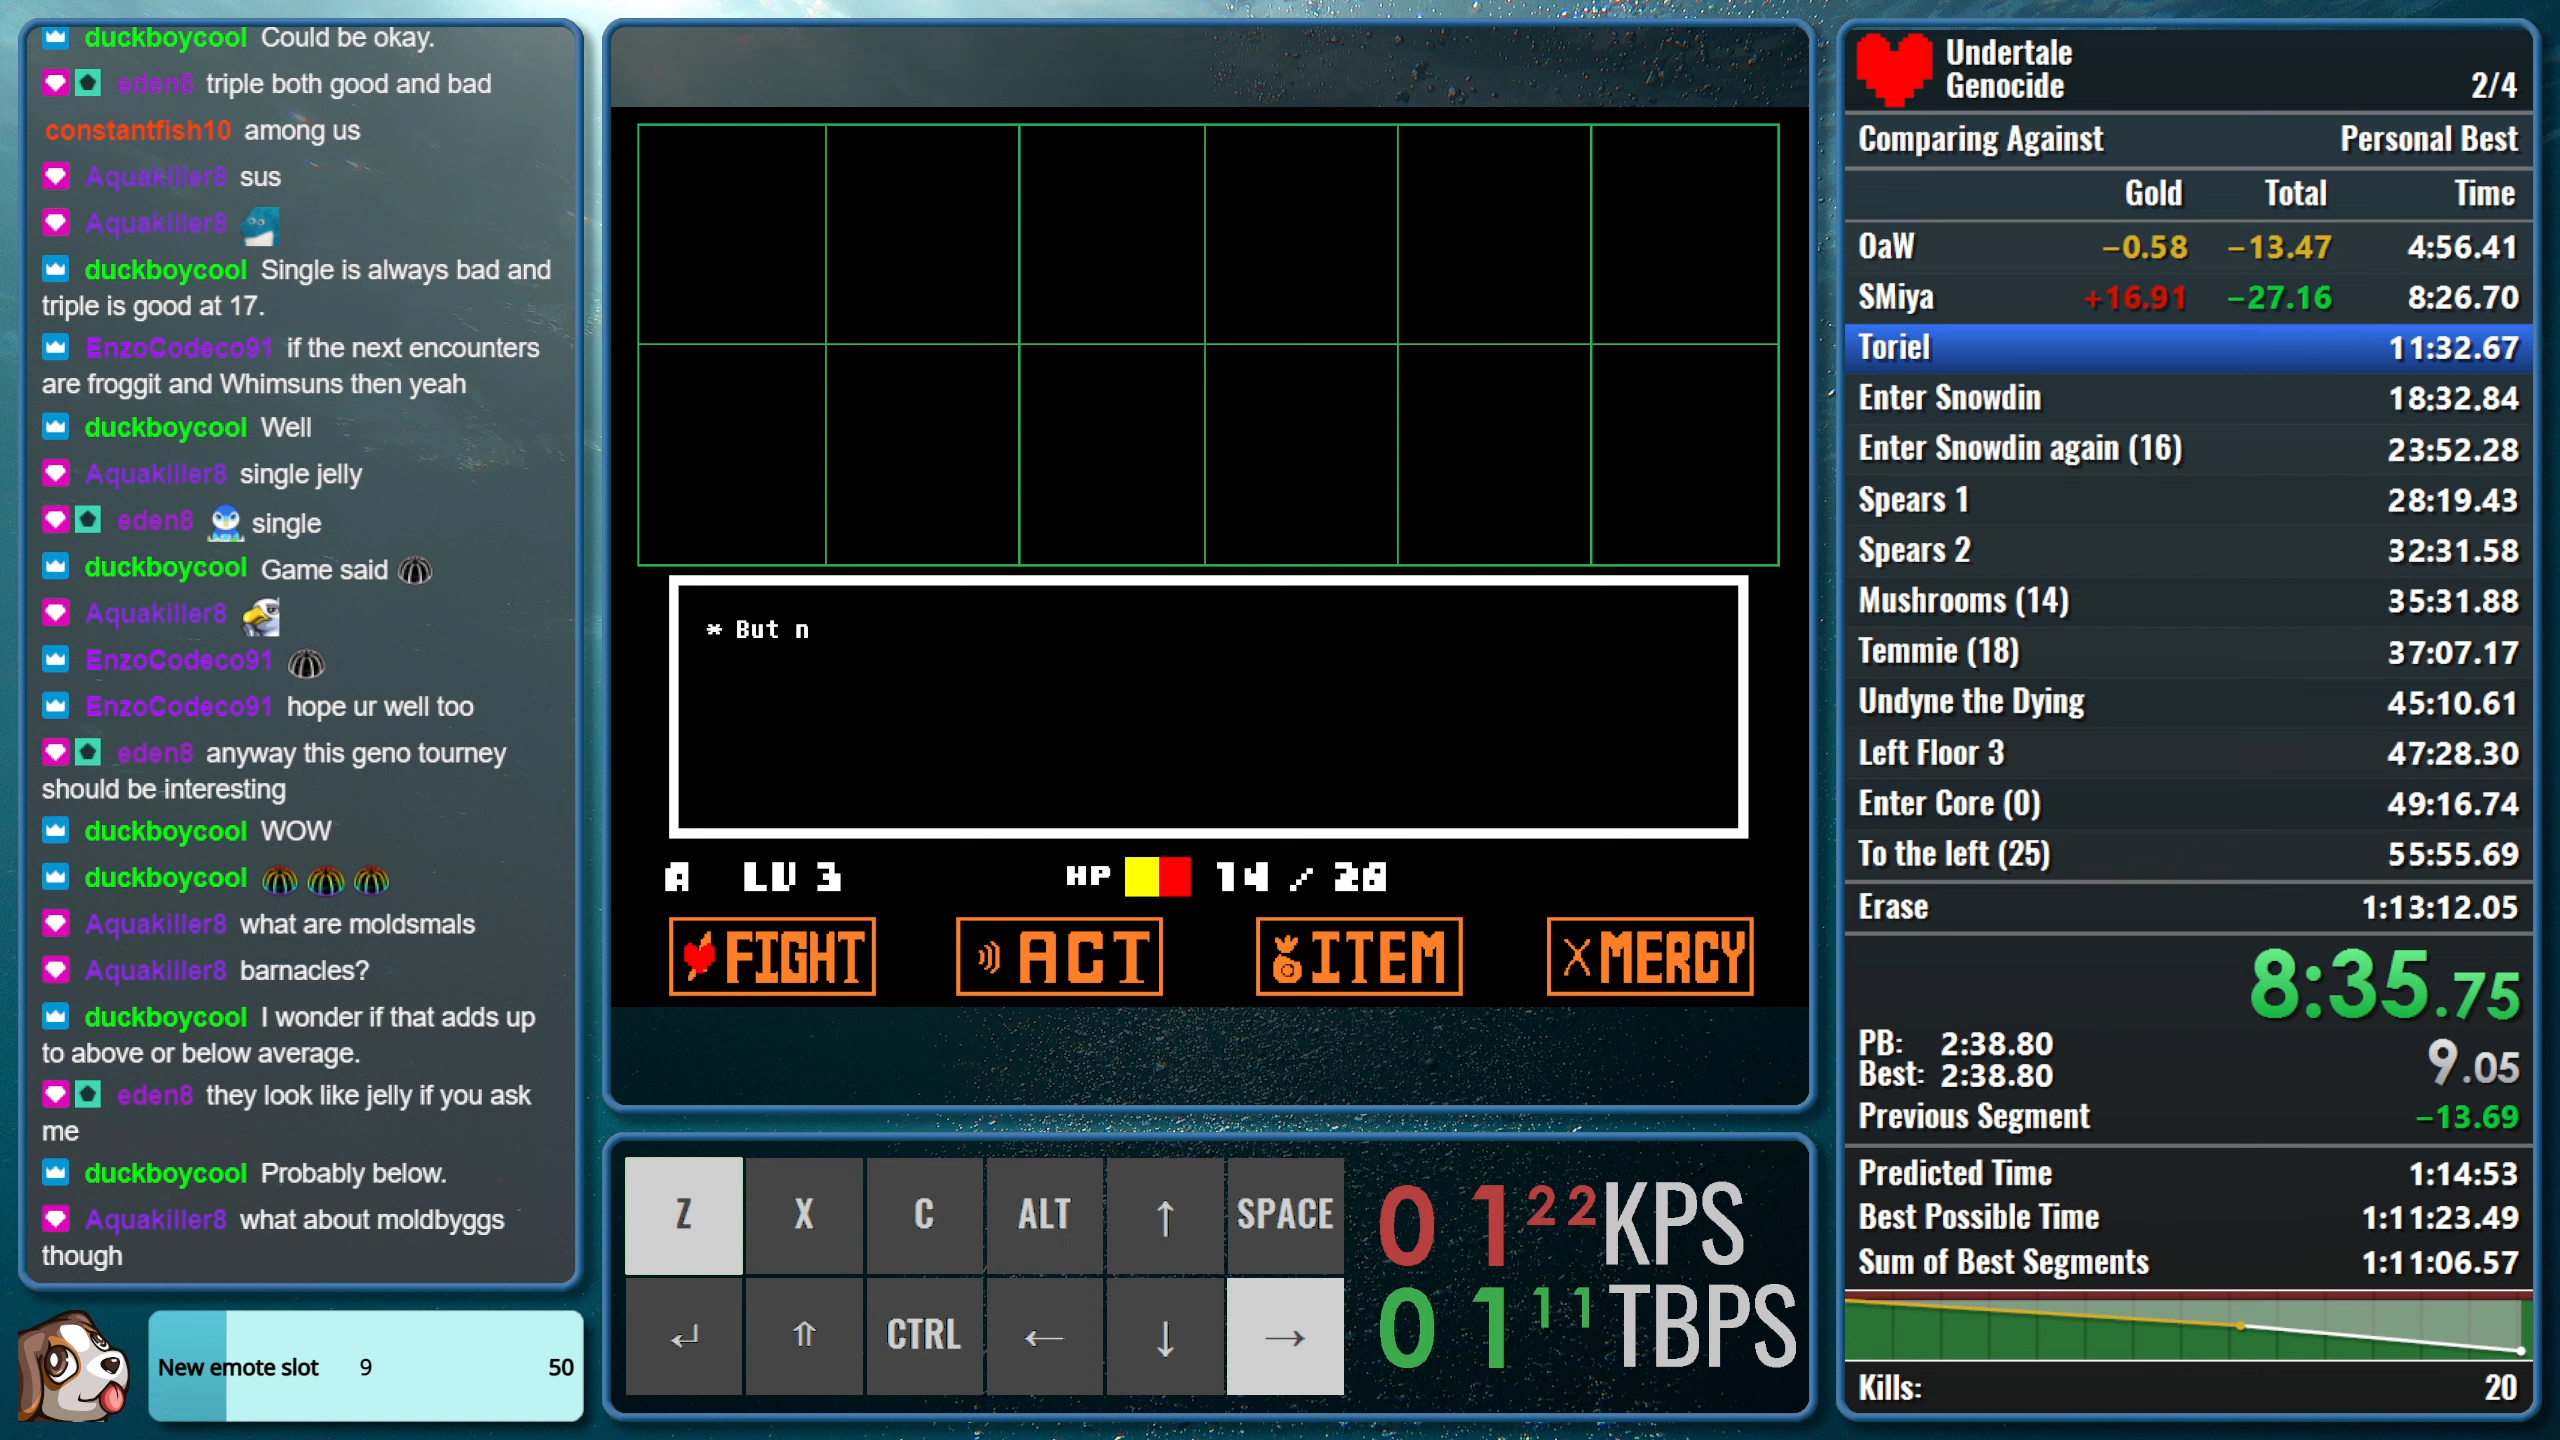 duckboycool Could be okay.
eden8 triple both good and bad
constantfish10 among us
Aquakiller8 sus
Aquakiller8
duckboycool Single is always bad and
triple is good at 17.
EnzoCodeco91 if the next encounters
are froggit and Whimsuns then yeah
duckboycool Well
Aquakiller8 single jelly
eden8 single
duckboycool Game said
Aquakiller8
EnzoCodeco91
EnzoCodeco91 hope ur well too
eden8 anyway this geno tourney
should be interesting
duckboycool WOW
duckboycool
Aquakiller8 what are moldsmals
Aquakiller8 barnacles?
duckboycool I wonder if that adds up
to above or below average.
eden8 they look like jelly if you ask
me
duckboycool Probably below.
Aquakiller8 what about moldbyggs
though
New emote slot 9 50
* But n
A LV 3 HP 14 / 28
FIGHT ACT ITEM MERCY
Z X C ALT ↑ SPACE
↵ ⇑ CTRL ← ↓ →
0 1 22 KPS
0 1 11 TBPS
Undertale
Genocide 2/4
Comparing Against Personal Best
Gold Total Time
OaW −0.58 −13.47 4:56.41
SMiya +16.91 −27.16 8:26.70
Toriel 11:32.67
Enter Snowdin 18:32.84
Enter Snowdin again (16) 23:52.28
Spears 1 28:19.43
Spears 2 32:31.58
Mushrooms (14) 35:31.88
Temmie (18) 37:07.17
Undyne the Dying 45:10.61
Left Floor 3 47:28.30
Enter Core (0) 49:16.74
To the left (25) 55:55.69
Erase 1:13:12.05
8:35.75
PB: 2:38.80
Best: 2:38.80
9.05
Previous Segment −13.69
Predicted Time 1:14:53
Best Possible Time 1:11:23.49
Sum of Best Segments 1:11:06.57
Kills: 20